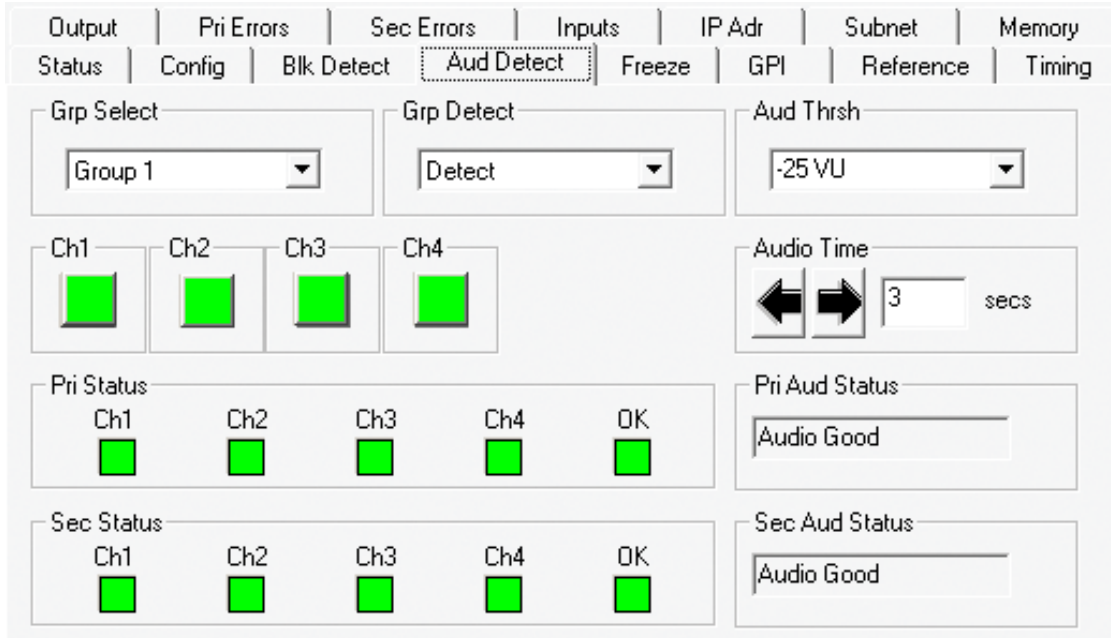 Output Pri Errors Sec Errors Inputs IP Adr Subnet Memory
Status Config Blk Detect Aud Detect Freeze GPI Reference Timing
Grp Select Grp Detect Aud Thrsh
Group 1 Detect -25 VU
Ch1 Ch2 Ch3 Ch4 Audio Time
3 secs
Pri Status Pri Aud Status
Ch1 Ch2 Ch3 Ch4 OK
Audio Good
Sec Status Sec Aud Status
Ch1 Ch2 Ch3 Ch4 OK
Audio Good